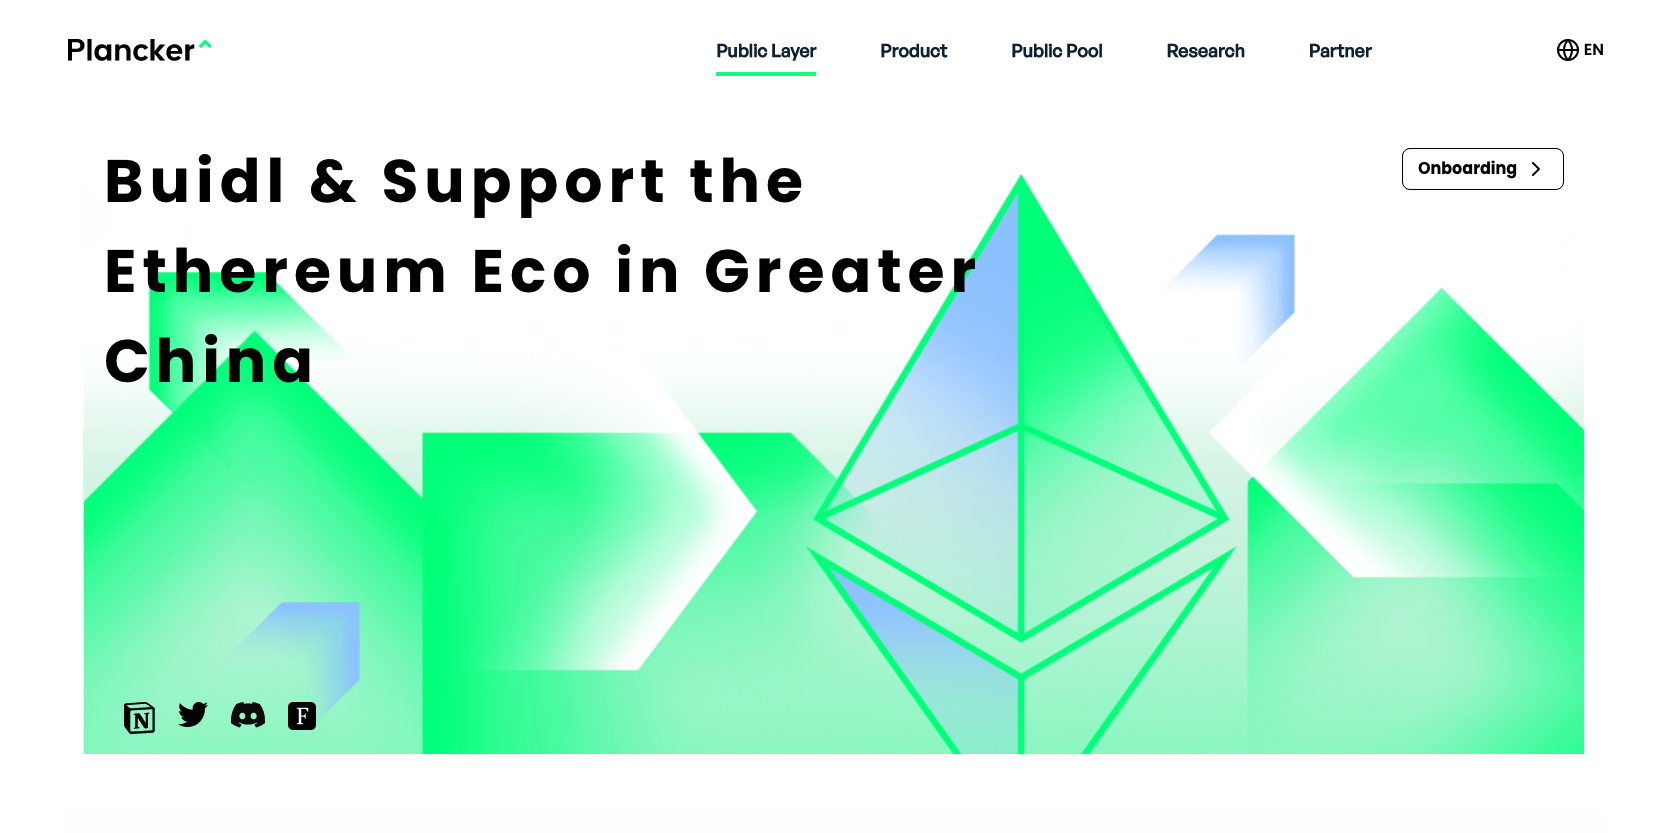 Plancker
Public Layer
Product
Public Pool
Research
Partner
EN
Buidl & Support the
Ethereum Eco in Greater
China
Onboarding
N
F